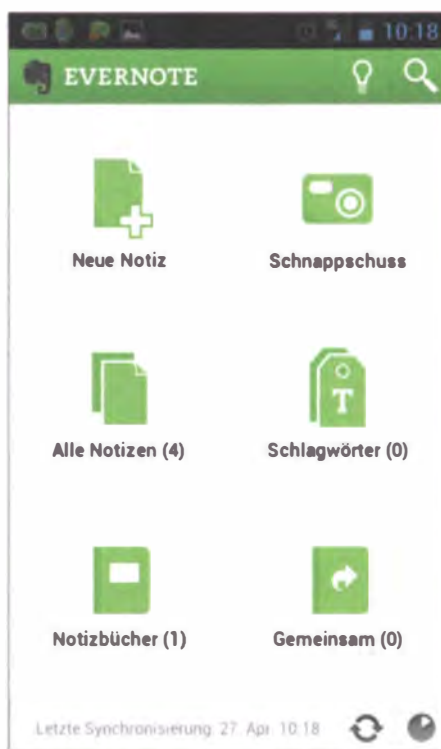 10:18
EVERNOTE
Neue Notiz
Schnappschuss
T
Alle Notizen (4)
Schlagwörter (0)
Notizbücher (1)
Gemeinsam (0)
Letzte Synchronisierung: 27. Apr. 10:18